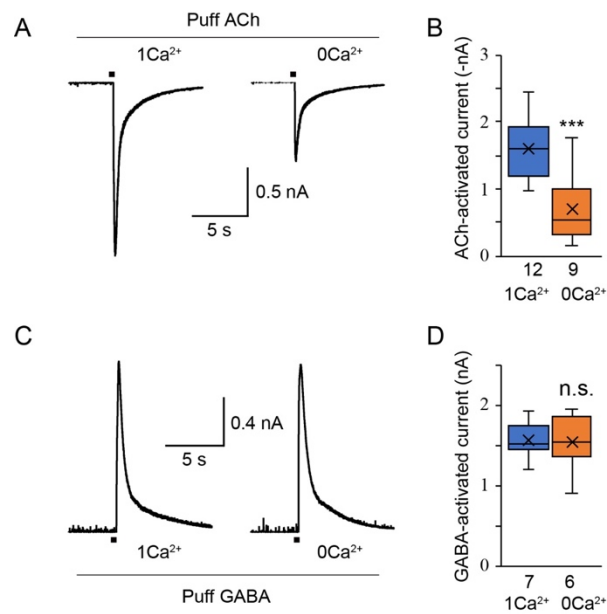 A
Puff ACh
1Ca²⁺ 0Ca²⁺
0.5 nA
5 s
B
ACh-activated current (-nA)
3
2
1
0
***
12 9
1Ca²⁺ 0Ca²⁺
C
0.4 nA
5 s
1Ca²⁺ 0Ca²⁺
Puff GABA
D
GABA-activated current (nA)
2
1
0
n.s.
7 6
1Ca²⁺ 0Ca²⁺